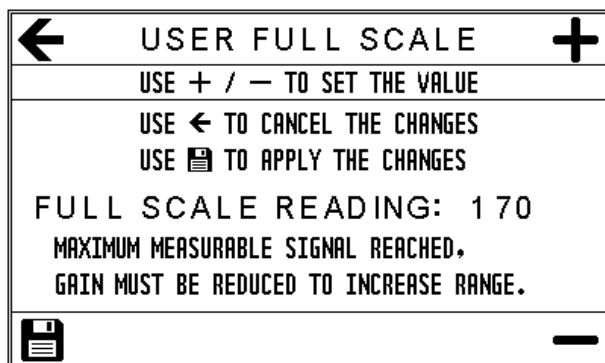 ← USER FULL SCALE +
USE + / — TO SET THE VALUE
USE ← TO CANCEL THE CHANGES
USE 💾 TO APPLY THE CHANGES
FULL SCALE READING: 170
MAXIMUM MEASURABLE SIGNAL REACHED,
GAIN MUST BE REDUCED TO INCREASE RANGE.
💾 —